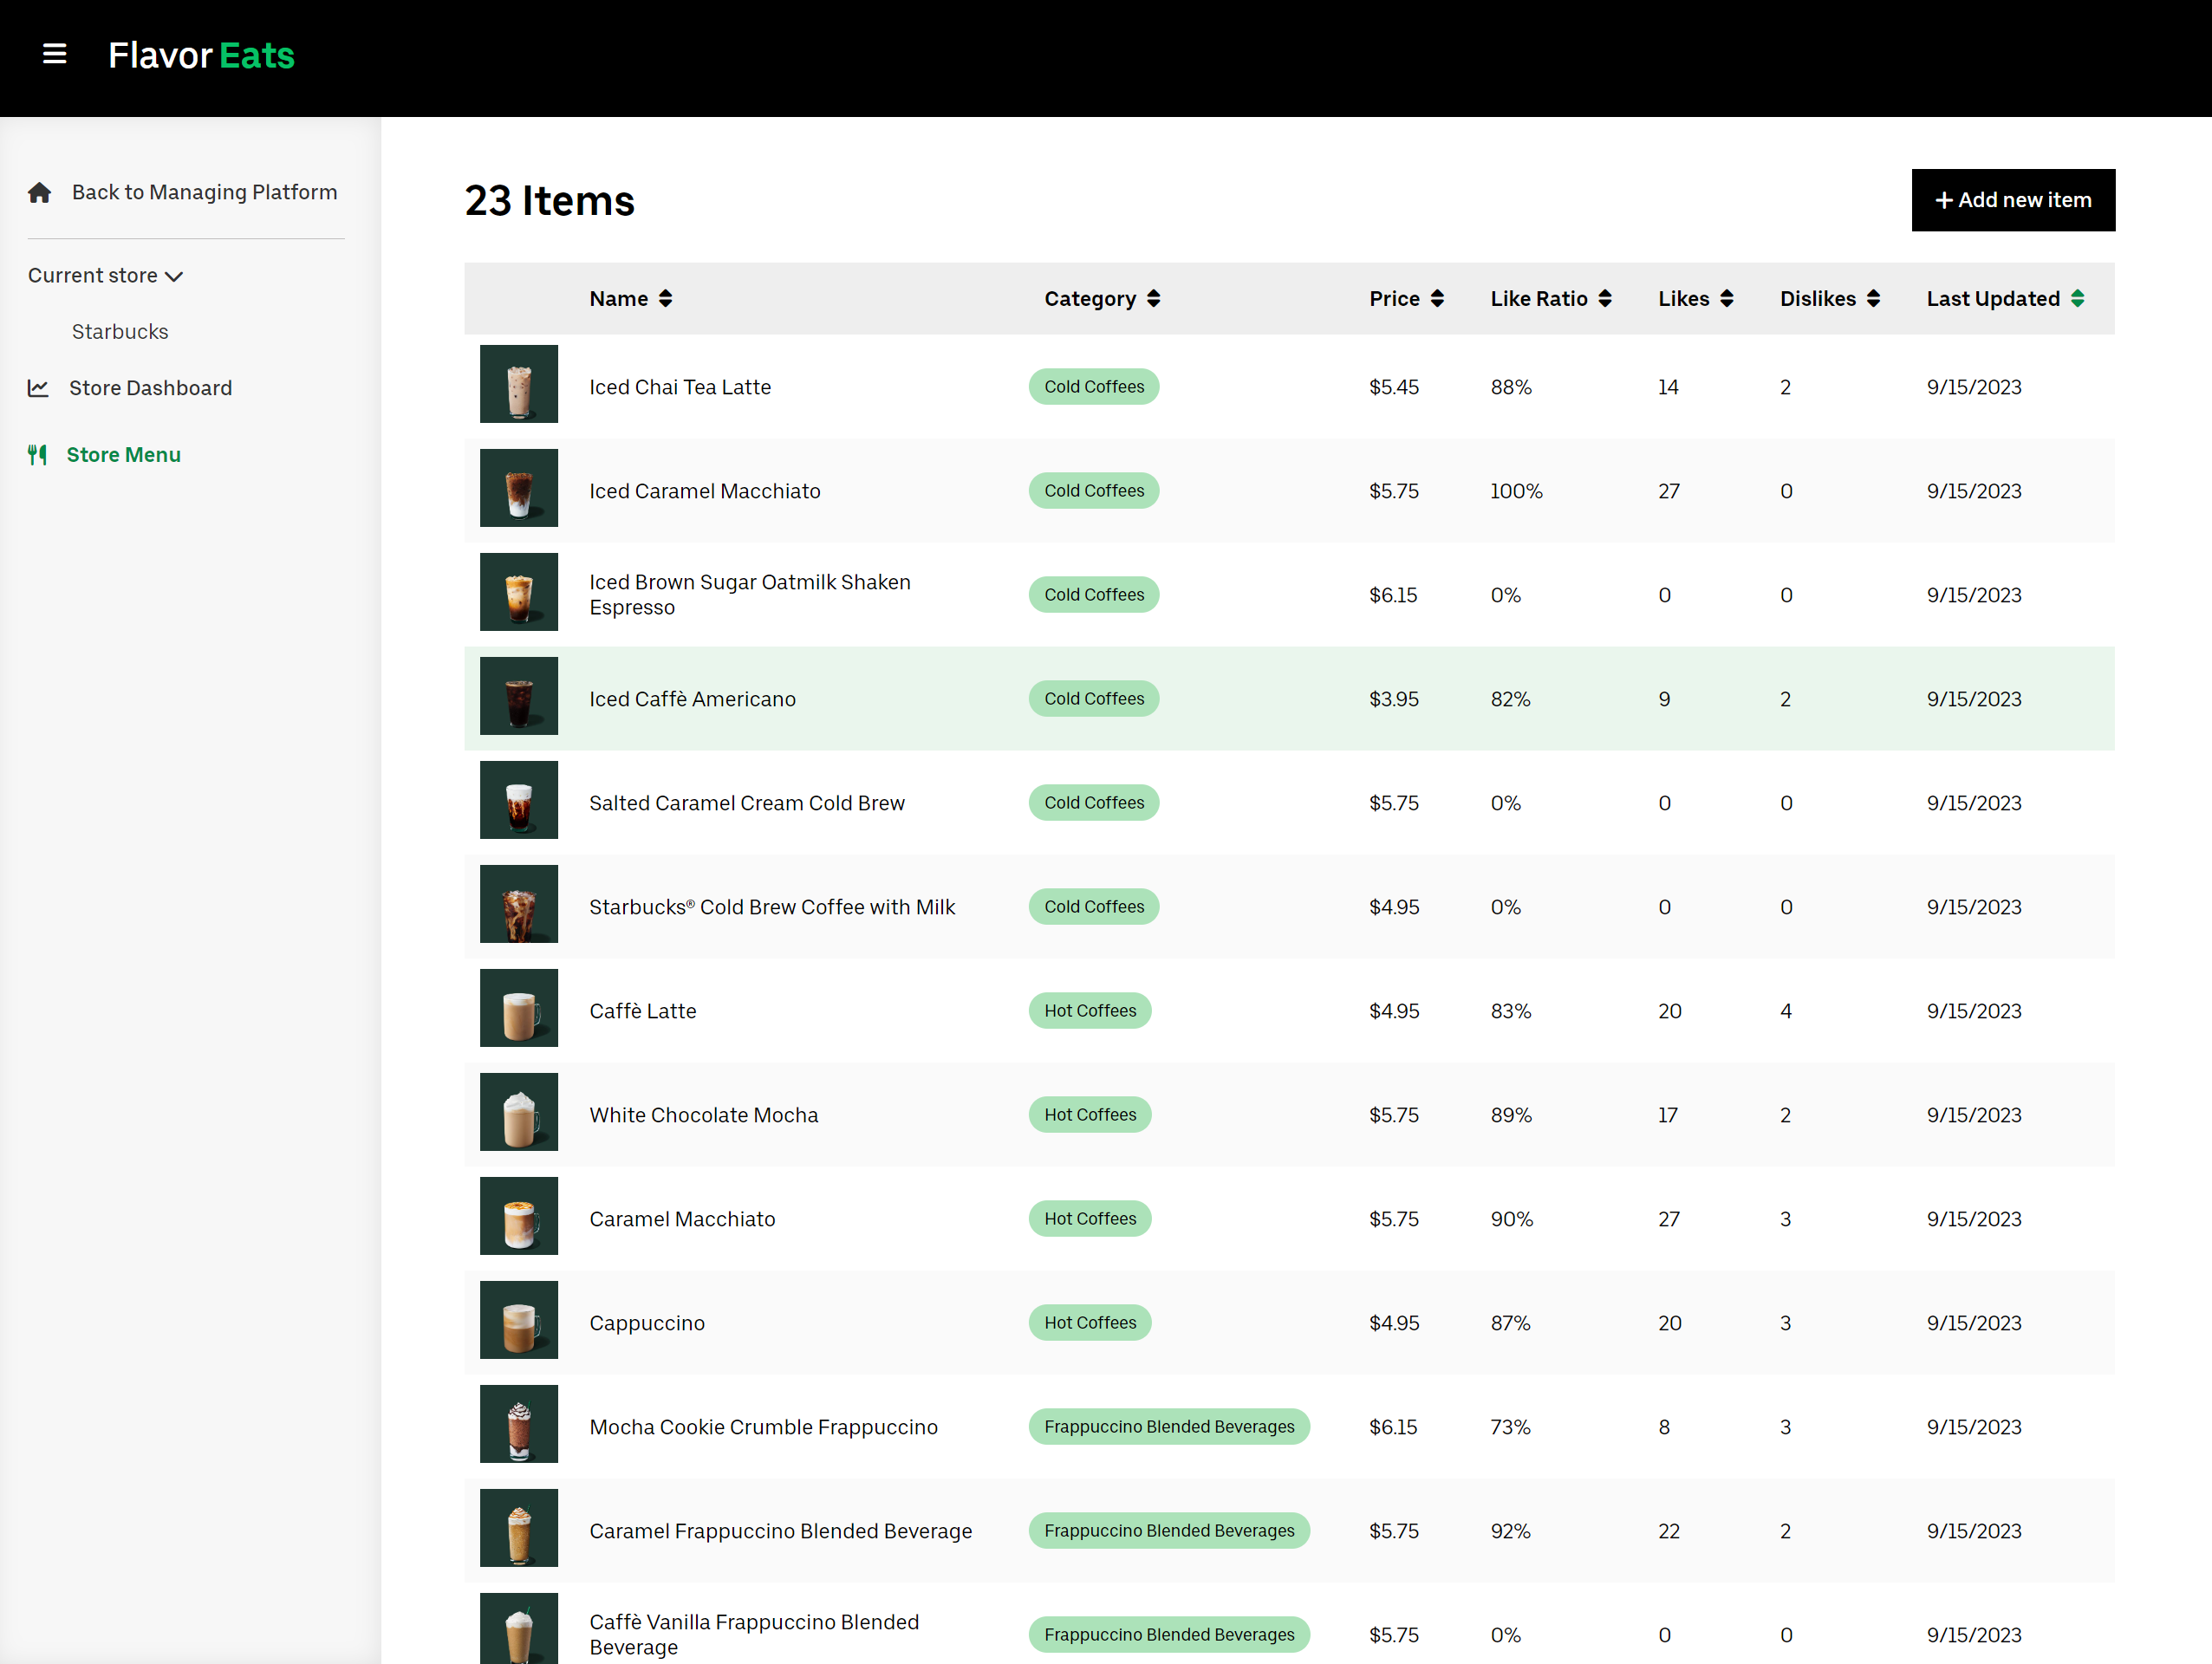 Flavor Eats
Back to Managing Platform
Current store
Starbucks
Store Dashboard
Store Menu
23 Items
+ Add new item
Name Category Price Like Ratio Likes Dislikes Last Updated
Iced Chai Tea Latte Cold Coffees $5.45 88% 14 2 9/15/2023
Iced Caramel Macchiato Cold Coffees $5.75 100% 27 0 9/15/2023
Iced Brown Sugar Oatmilk Shaken
Espresso Cold Coffees $6.15 0% 0 0 9/15/2023
Iced Caffè Americano Cold Coffees $3.95 82% 9 2 9/15/2023
Salted Caramel Cream Cold Brew Cold Coffees $5.75 0% 0 0 9/15/2023
Starbucks® Cold Brew Coffee with Milk Cold Coffees $4.95 0% 0 0 9/15/2023
Caffè Latte Hot Coffees $4.95 83% 20 4 9/15/2023
White Chocolate Mocha Hot Coffees $5.75 89% 17 2 9/15/2023
Caramel Macchiato Hot Coffees $5.75 90% 27 3 9/15/2023
Cappuccino Hot Coffees $4.95 87% 20 3 9/15/2023
Mocha Cookie Crumble Frappuccino Frappuccino Blended Beverages $6.15 73% 8 3 9/15/2023
Caramel Frappuccino Blended Beverage Frappuccino Blended Beverages $5.75 92% 22 2 9/15/2023
Caffè Vanilla Frappuccino Blended
Beverage Frappuccino Blended Beverages $5.75 0% 0 0 9/15/2023